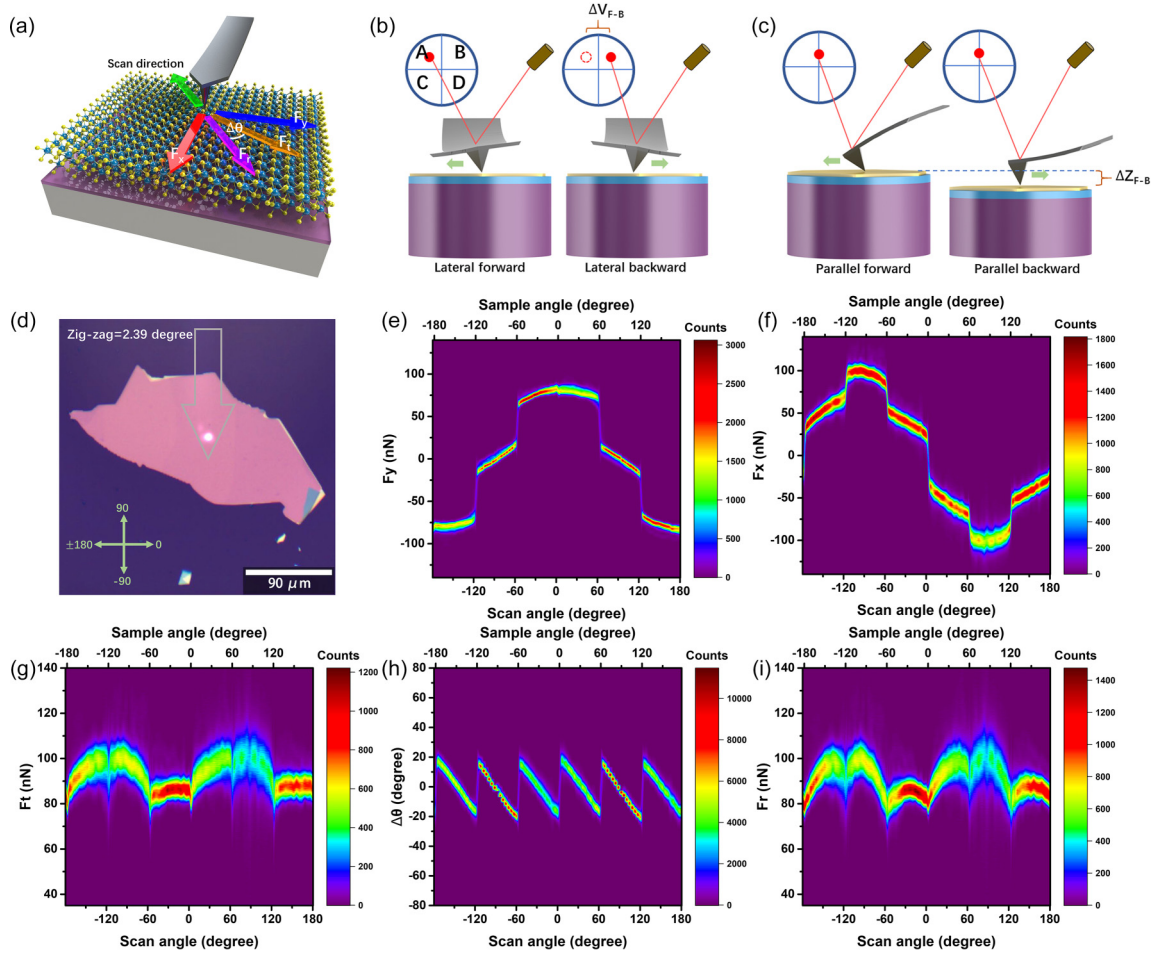 (a)
Scan direction
Fy
Δθ
Ft
Fx
Fr
(b)
ΔV F-B
A B
C D
Lateral forward
Lateral backward
(c)
ΔZ F-B
Parallel forward
Parallel backward
(d)
Zig-zag=2.39 degree
90
±180 0
-90
90 μm
(e)
Sample angle (degree)
-180 -120 -60 0 60 120
Counts
Fy (nN)
100
50
0
-50
-100
3000
2500
2000
1500
1000
500
0
-120 -60 0 60 120 180
Scan angle (degree)
(f)
Sample angle (degree)
-180 -120 -60 0 60 120
Counts
Fx (nN)
100
50
0
-50
-100
1800
1600
1400
1200
1000
800
600
400
200
0
-120 -60 0 60 120 180
Scan angle (degree)
(g)
Sample angle (degree)
-180 -120 -60 0 60 120
Counts
Ft (nN)
140
120
100
80
60
40
1200
1000
800
600
400
200
0
-120 -60 0 60 120 180
Scan angle (degree)
(h)
Sample angle (degree)
-180 -120 -60 0 60 120
Counts
Δθ (degree)
80
60
40
20
0
-20
-40
-60
-80
10000
8000
6000
4000
2000
0
-120 -60 0 60 120 180
Scan angle (degree)
(i)
Sample angle (degree)
-180 -120 -60 0 60 120
Counts
Fr (nN)
140
120
100
80
60
40
1400
1200
1000
800
600
400
200
0
-120 -60 0 60 120 180
Scan angle (degree)